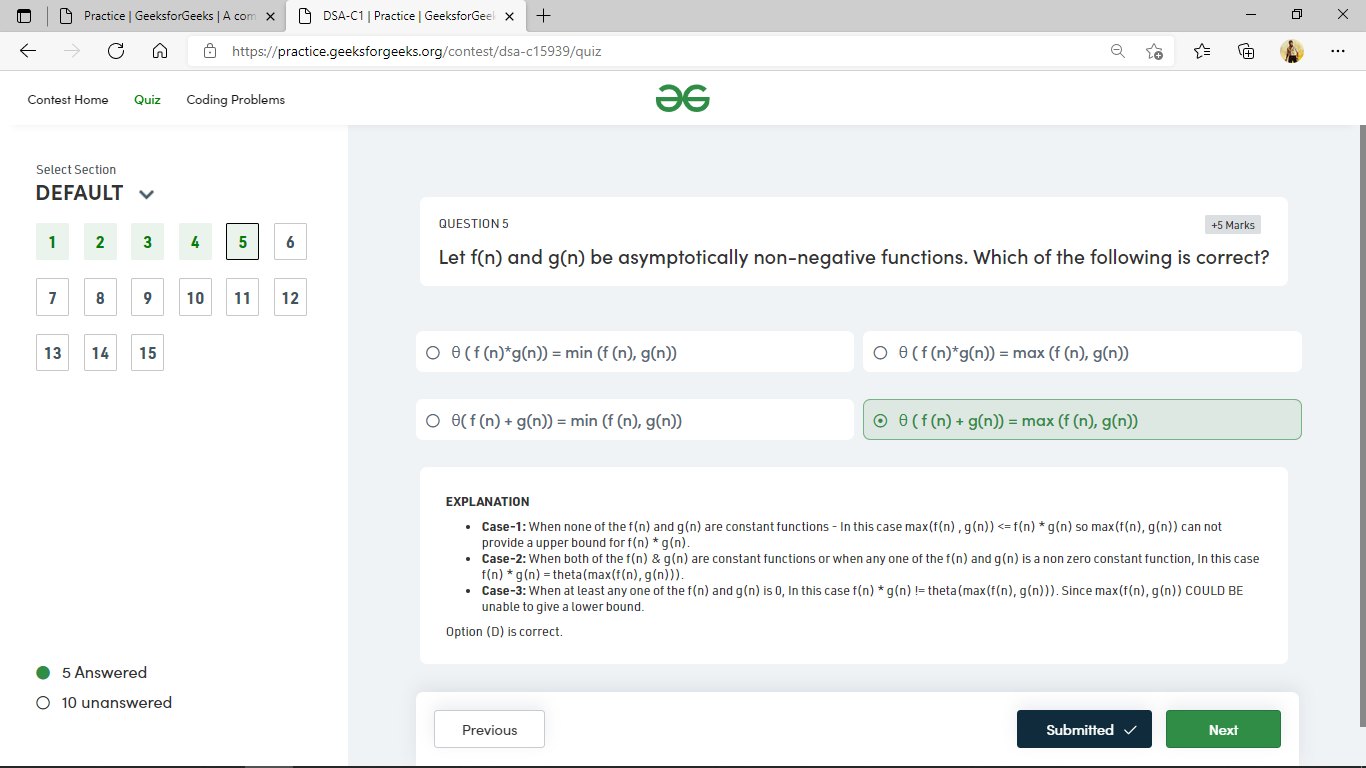 Practice | GeeksforGeeks | A com
DSA-C1 | Practice | GeeksforGee
https://practice.geeksforgeeks.org/contest/dsa-c15939/quiz
Contest Home Quiz Coding Problems
Select Section
DEFAULT
1 2 3 4 5 6
7 8 9 10 11 12
13 14 15
5 Answered
10 unanswered
QUESTION 5
+5 Marks
Let f(n) and g(n) be asymptotically non-negative functions. Which of the following is correct?
θ ( f (n)*g(n)) = min (f (n), g(n))
θ ( f (n)*g(n)) = max (f (n), g(n))
θ( f (n) + g(n)) = min (f (n), g(n))
θ ( f (n) + g(n)) = max (f (n), g(n))
EXPLANATION
• Case-1: When none of the f(n) and g(n) are constant functions - In this case max(f(n) , g(n)) <= f(n) * g(n) so max(f(n), g(n)) can not
provide a upper bound for f(n) * g(n).
• Case-2: When both of the f(n) & g(n) are constant functions or when any one of the f(n) and g(n) is a non zero constant function, In this case
f(n) * g(n) = theta(max(f(n), g(n))).
• Case-3: When at least any one of the f(n) and g(n) is 0, In this case f(n) * g(n) != theta(max(f(n), g(n))). Since max(f(n), g(n)) COULD BE
unable to give a lower bound.
Option (D) is correct.
Previous
Submitted
Next